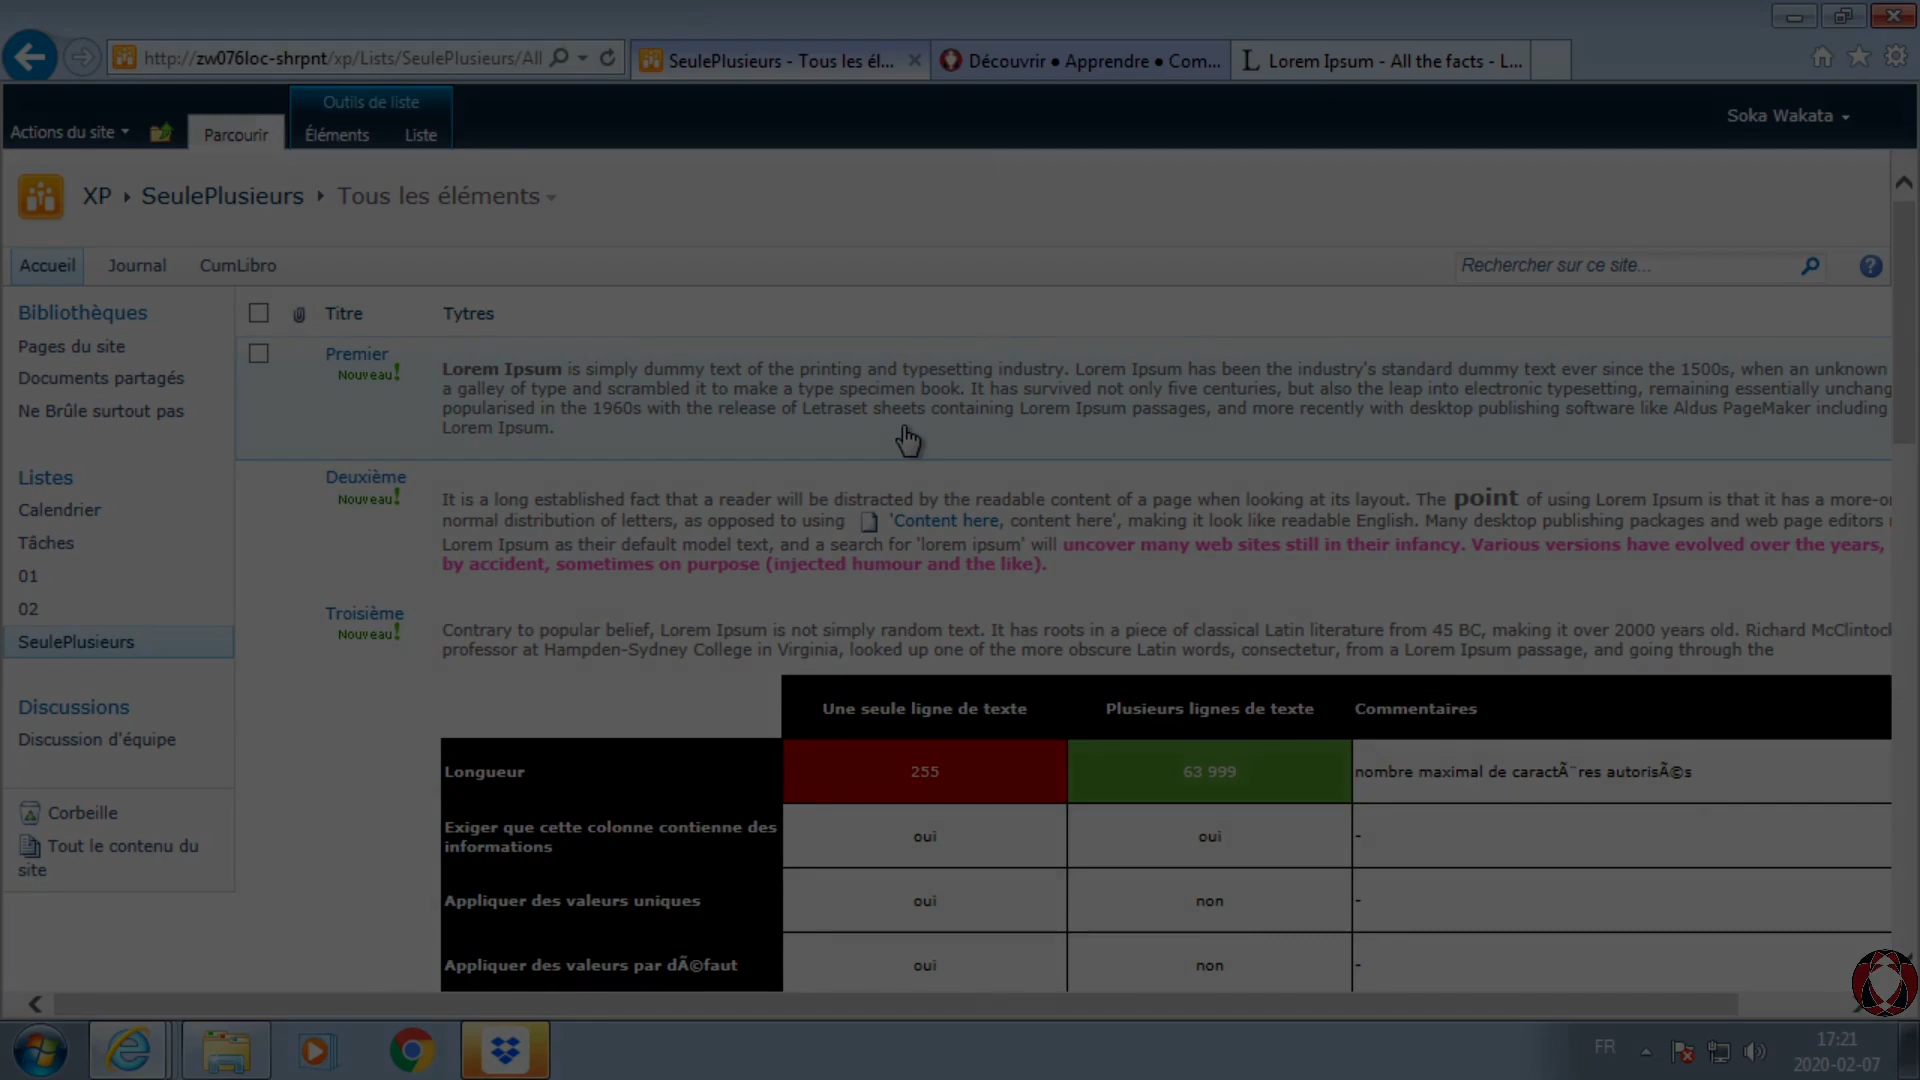 http://zw076loc-shrpnt/xp/Lists/SeulePlusieurs/All
SeulePlusieurs - Tous les él...
Découvrir ● Apprendre ● Com...
Lorem Ipsum - All the facts - L...
Outils de liste
Soka Wakata
Actions du site
Parcourir
Éléments
Liste
XP
SeulePlusieurs
Tous les éléments
Accueil
Journal
CumLibro
Rechercher sur ce site...
Bibliothèques
Pages du site
Documents partagés
Ne Brûle surtout pas
Listes
Calendrier
Tâches
01
02
SeulePlusieurs
Discussions
Discussion d'équipe
Corbeille
Tout le contenu du
site
Titre
Tytres
Premier
Nouveau!
Lorem Ipsum is simply dummy text of the printing and typesetting industry. Lorem Ipsum has been the industry's standard dummy text ever since the 1500s, when an unknown
a galley of type and scrambled it to make a type specimen book. It has survived not only five centuries, but also the leap into electronic typesetting, remaining essentially unchang
popularised in the 1960s with the release of Letraset sheets containing Lorem Ipsum passages, and more recently with desktop publishing software like Aldus PageMaker including
Lorem Ipsum.
Deuxième
Nouveau!
It is a long established fact that a reader will be distracted by the readable content of a page when looking at its layout. The point of using Lorem Ipsum is that it has a more-o
normal distribution of letters, as opposed to using 'Content here, content here', making it look like readable English. Many desktop publishing packages and web page editors
Lorem Ipsum as their default model text, and a search for 'lorem ipsum' will uncover many web sites still in their infancy. Various versions have evolved over the years,
by accident, sometimes on purpose (injected humour and the like).
Troisième
Nouveau!
Contrary to popular belief, Lorem Ipsum is not simply random text. It has roots in a piece of classical Latin literature from 45 BC, making it over 2000 years old. Richard McClintoc
professor at Hampden-Sydney College in Virginia, looked up one of the more obscure Latin words, consectetur, from a Lorem Ipsum passage, and going through the
Une seule ligne de texte
Plusieurs lignes de texte
Commentaires
Longueur
255
63 999
nombre maximal de caractÃ¨res autorisÃ©s
Exiger que cette colonne contienne des
informations
oui
oui
-
Appliquer des valeurs uniques
oui
non
-
Appliquer des valeurs par dÃ©faut
oui
non
-
FR
17:21
2020-02-07